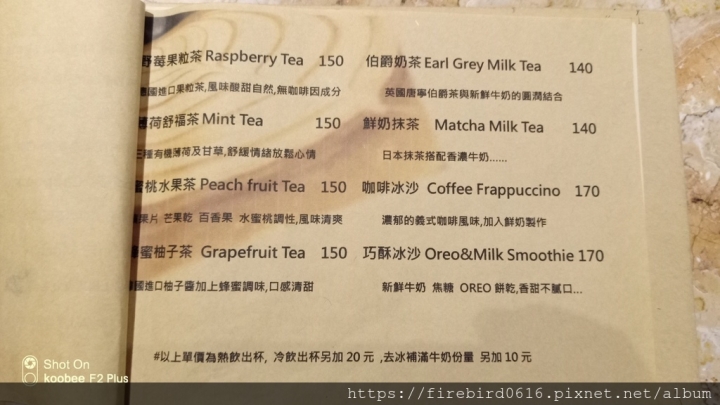 野莓果粒茶 Raspberry Tea 150
德國進口果粒茶,風味酸甜自然,無咖啡因成分
薄荷舒福茶 Mint Tea 150
三種有機薄荷及甘草,舒緩情緒放鬆心情
蜜桃水果茶 Peach fruit Tea 150
蘋果片 芒果乾 百香果 水蜜桃調性,風味清爽
蜂蜜柚子茶 Grapefruit Tea 150
國進口柚子醬加上蜂蜜調味,口感清甜
伯爵奶茶 Earl Grey Milk Tea 140
英國唐寧伯爵茶與新鮮牛奶的圓潤結合
鮮奶抹茶 Matcha Milk Tea 140
日本抹茶搭配香濃牛奶......
咖啡冰沙 Coffee Frappuccino 170
濃郁的義式咖啡風味,加入鮮奶製作
巧酥冰沙 Oreo&Milk Smoothie 170
新鮮牛奶 焦糖 OREO 餅乾,香甜不膩口...
#以上單價為熱飲出杯, 冷飲出杯另加 20 元 ,去冰補滿牛奶份量 另加 10 元
Shot On
koobee F2 Plus
https://firebird0616.pixnet.net/album